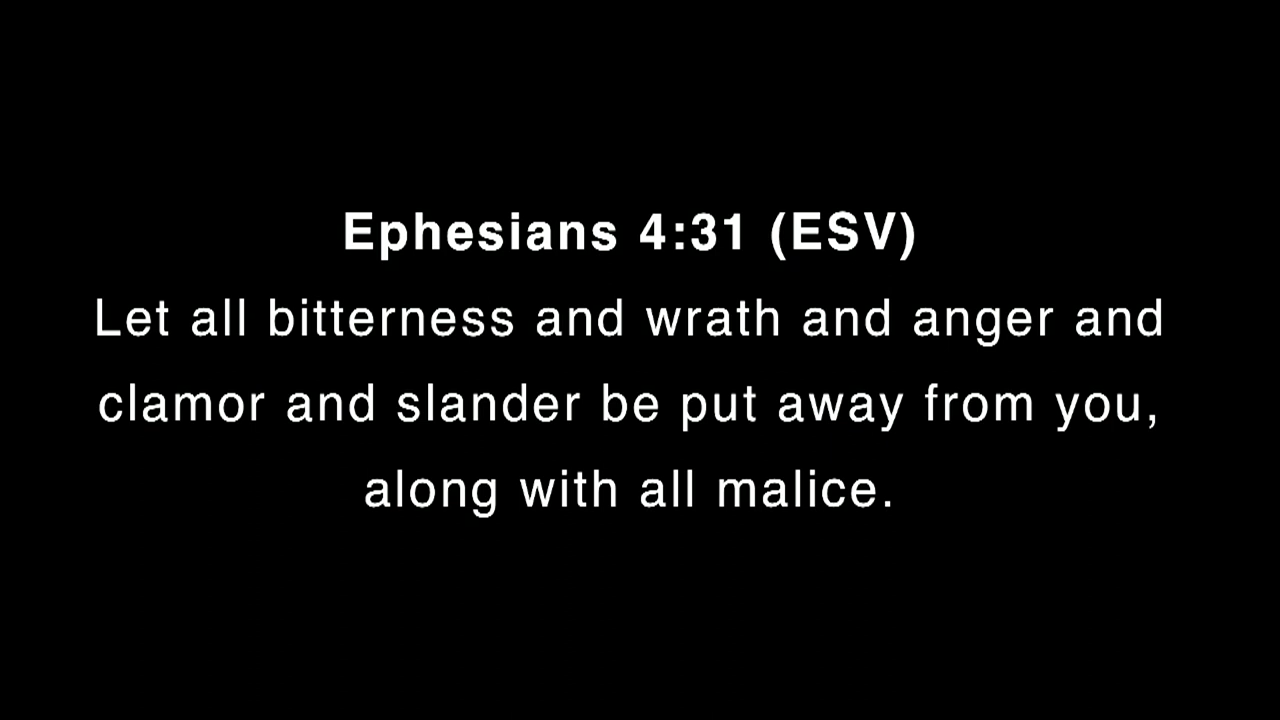 Ephesians 4:31 (ESV)
Let all bitterness and wrath and anger and
clamor and slander be put away from you,
along with all malice.